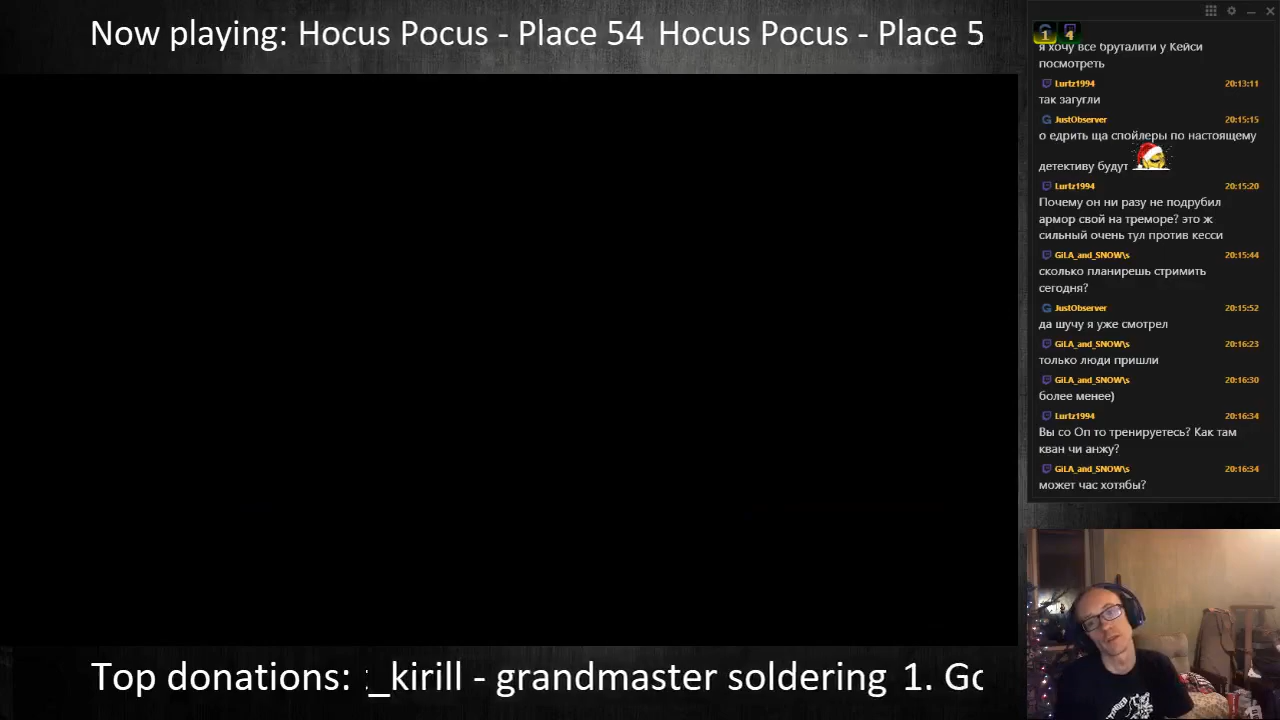 Now playing: Hocus Pocus - Place 54 Hocus Pocus - Place 5
1 4
я хочу все бруталити у Кейси
посмотреть
Lurtz1994 20:13:11
так загугли
JustObserver 20:15:15
о едрить ща спойлеры по настоящему
детективу будут
Lurtz1994 20:15:20
Почему он ни разу не подрубил
армор свой на треморе? это ж
сильный очень тул против кесси
GiLA_and_SNOW\s 20:15:44
сколько планирешь стримить
сегодня?
JustObserver 20:15:52
да шучу я уже смотрел
GiLA_and_SNOW\s 20:16:23
только люди пришли
GiLA_and_SNOW\s 20:16:30
более менее)
Lurtz1994 20:16:34
Вы со Оп то тренируетесь? Как там
кван чи анжу?
GiLA_and_SNOW\s 20:16:34
может час хотябы?
Top donations: _kirill - grandmaster soldering 1. Go